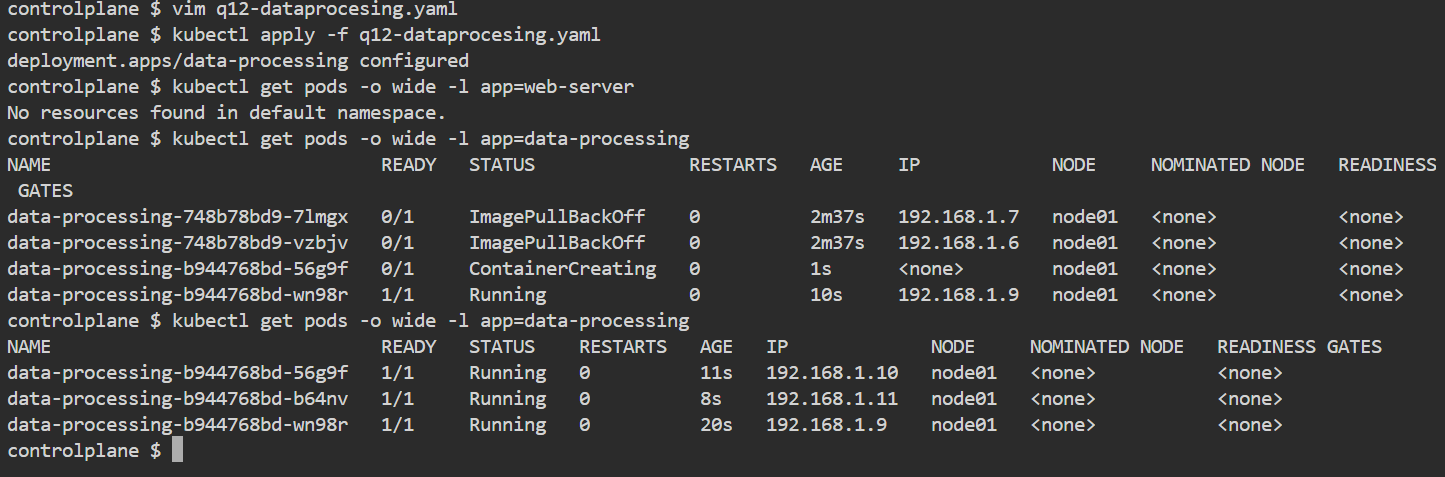 controlplane $ vim q12-dataprocesing.yaml
controlplane $ kubectl apply -f q12-dataprocesing.yaml
deployment.apps/data-processing configured
controlplane $ kubectl get pods -o wide -l app=web-server
No resources found in default namespace.
controlplane $ kubectl get pods -o wide -l app=data-processing
NAME READY STATUS RESTARTS AGE IP NODE NOMINATED NODE READINESS
GATES
data-processing-748b78bd9-7lmgx 0/1 ImagePullBackOff 0 2m37s 192.168.1.7 node01 <none> <none>
data-processing-748b78bd9-vzbjv 0/1 ImagePullBackOff 0 2m37s 192.168.1.6 node01 <none> <none>
data-processing-b944768bd-56g9f 0/1 ContainerCreating 0 1s <none> node01 <none> <none>
data-processing-b944768bd-wn98r 1/1 Running 0 10s 192.168.1.9 node01 <none> <none>
controlplane $ kubectl get pods -o wide -l app=data-processing
NAME READY STATUS RESTARTS AGE IP NODE NOMINATED NODE READINESS GATES
data-processing-b944768bd-56g9f 1/1 Running 0 11s 192.168.1.10 node01 <none> <none>
data-processing-b944768bd-b64nv 1/1 Running 0 8s 192.168.1.11 node01 <none> <none>
data-processing-b944768bd-wn98r 1/1 Running 0 20s 192.168.1.9 node01 <none> <none>
controlplane $